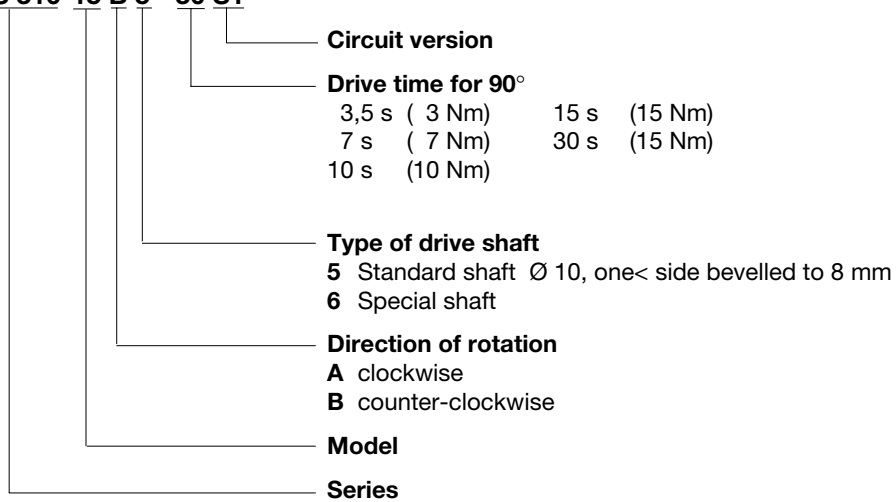 Circuit version
Drive time for 90°
3,5 s ( 3 Nm) 15 s (15 Nm)
7 s ( 7 Nm) 30 s (15 Nm)
10 s (10 Nm)
Type of drive shaft
5 Standard shaft Ø 10, one< side bevelled to 8 mm
6 Special shaft
Direction of rotation
A clockwise
B counter-clockwise
Model
Series